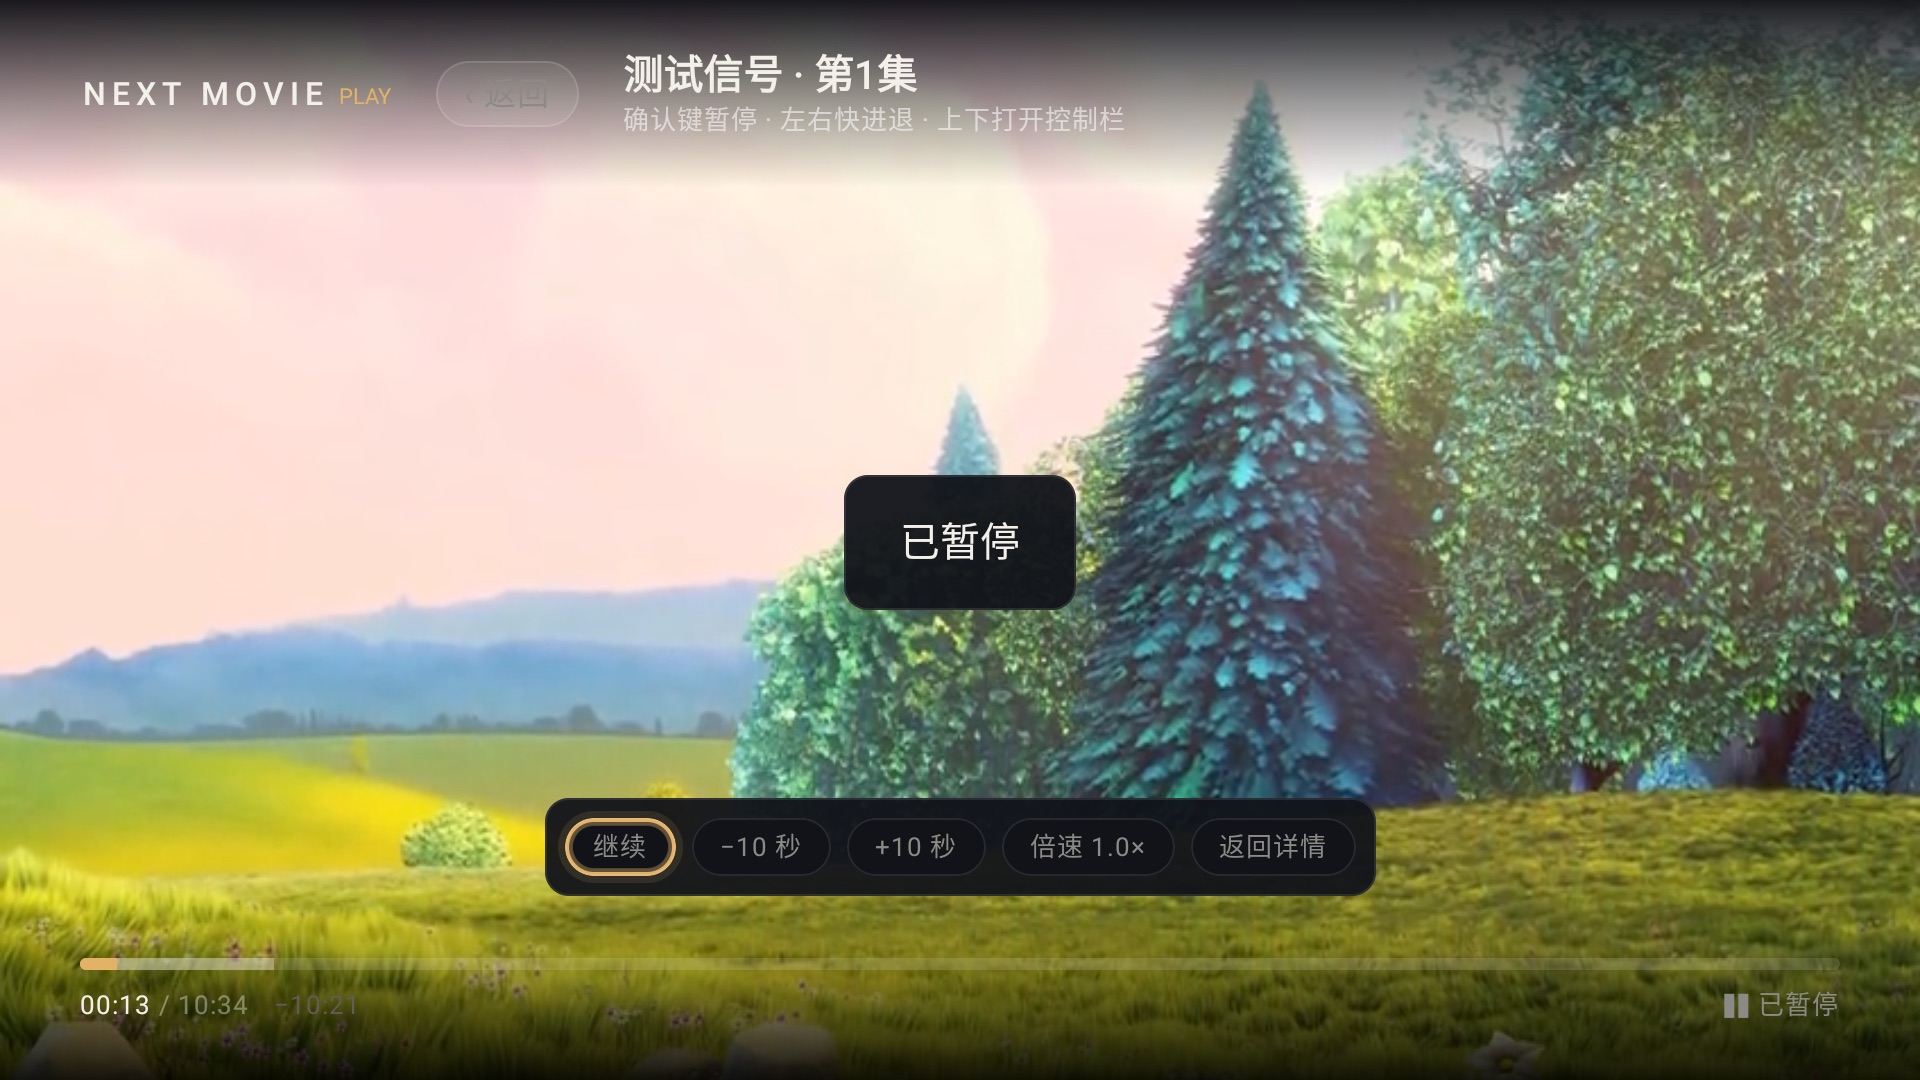 NEXT MOVIE PLAY
‹ 返回
测试信号 · 第1集
确认键暂停 · 左右快进退 · 上下打开控制栏
已暂停
继续
−10 秒
+10 秒
倍速 1.0×
返回详情
00:13 / 10:34 −10:21
已暂停